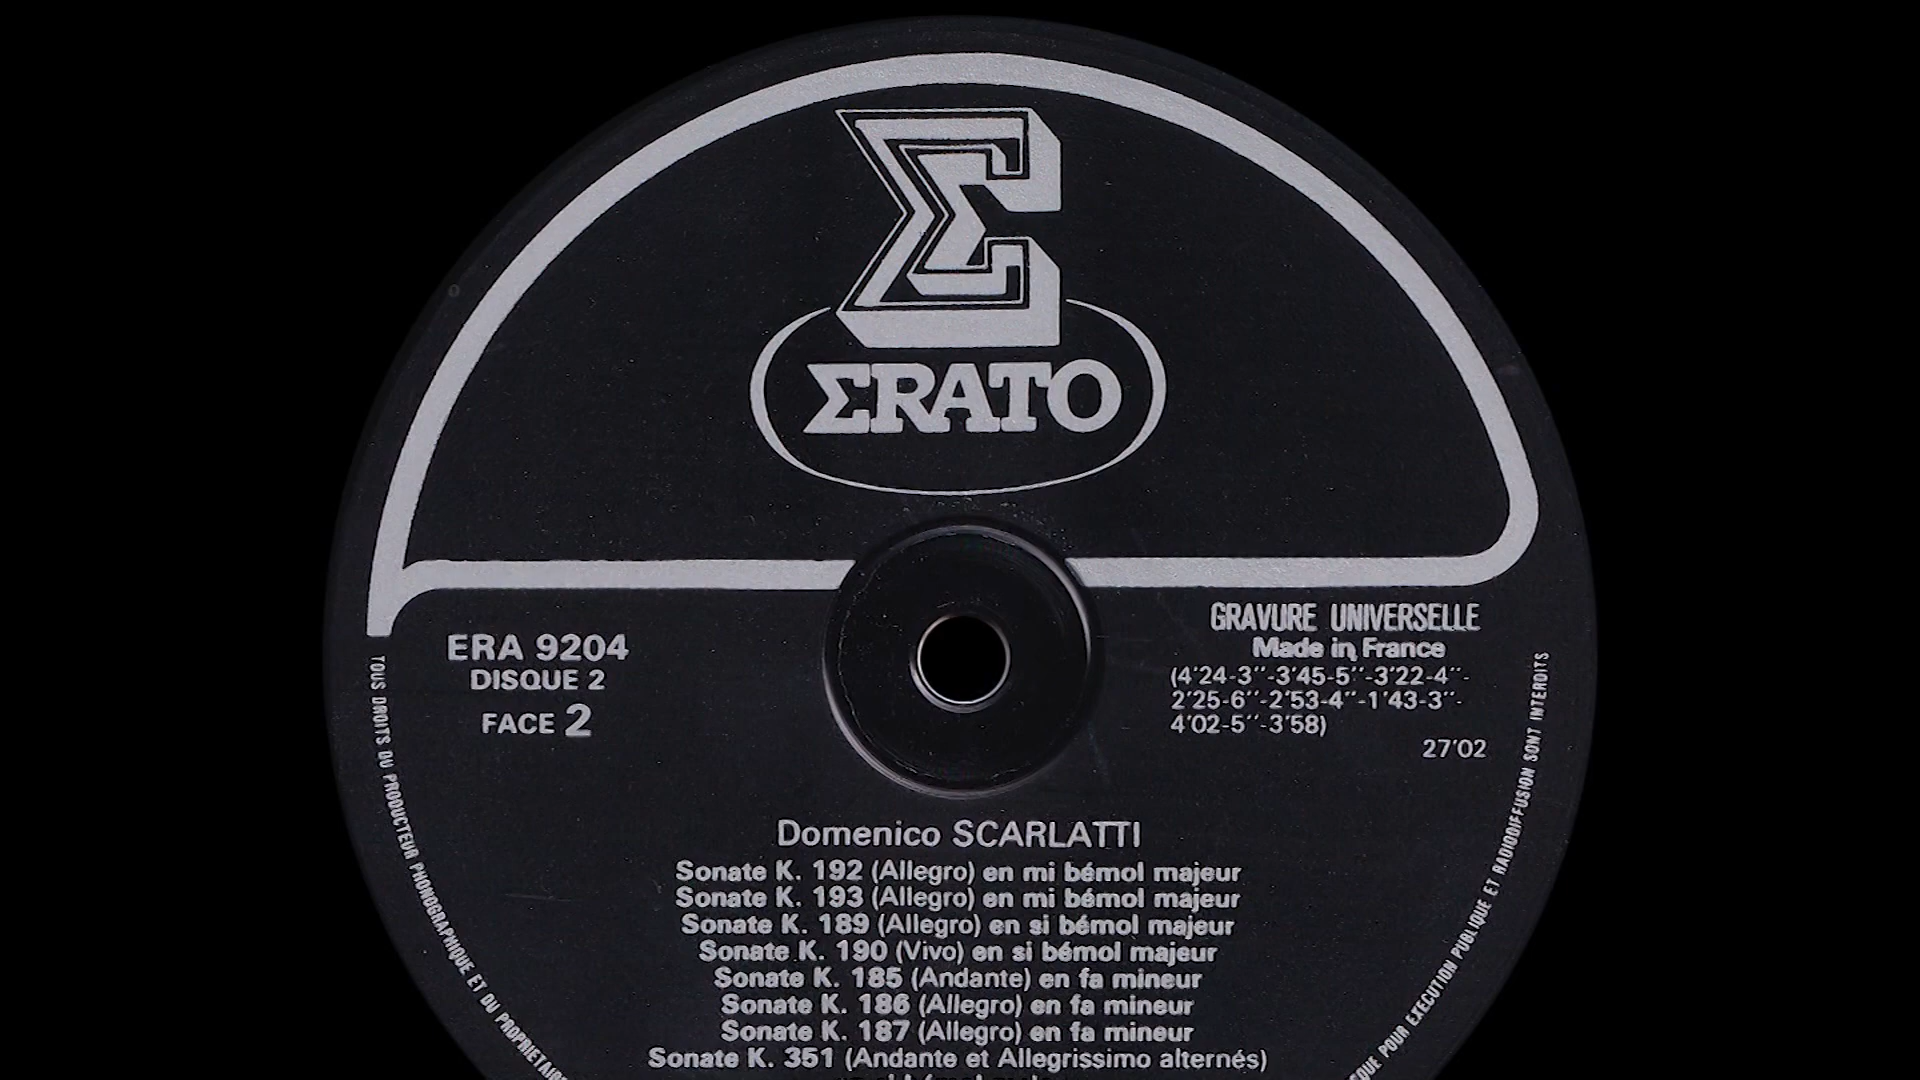 Σ
ΣRATO
ERA 9204
DISQUE 2
FACE 2
GRAVURE UNIVERSELLE
Made in France
(4'24-3''-3'45-5''-3'22-4''-
2'25-6''-2'53-4''-1'43-3''-
4'02-5''-3'58)
27'02
Domenico SCARLATTI
Sonate K. 192 (Allegro) en mi bémol majeur
Sonate K. 193 (Allegro) en mi bémol majeur
Sonate K. 189 (Allegro) en si bémol majeur
Sonate K. 190 (Vivo) en si bémol majeur
Sonate K. 185 (Andante) en fa mineur
Sonate K. 186 (Allegro) en fa mineur
Sonate K. 187 (Allegro) en fa mineur
Sonate K. 351 (Andante et Allegrissimo alternés)
TOUS DROITS DU PRODUCTEUR PHONOGRAPHIQUE ET DU PROPRIETAIRE
POUR EXECUTION PUBLIQUE ET RADIODIFFUSION SONT INTERDITS